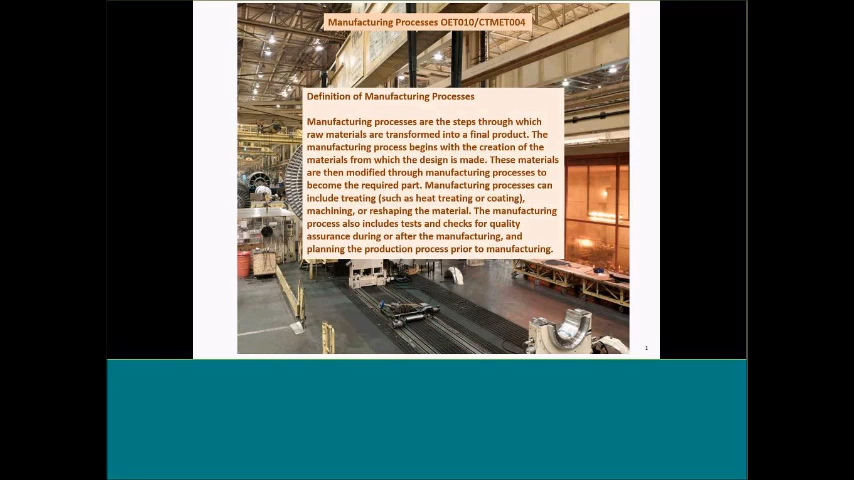 Manufacturing Processes OET010/CTMET004
Definition of Manufacturing Processes
Manufacturing processes are the steps through which
raw materials are transformed into a final product. The
manufacturing process begins with the creation of the
materials from which the design is made. These materials
are then modified through manufacturing processes to
become the required part. Manufacturing processes can
include treating (such as heat treating or coating),
machining, or reshaping the material. The manufacturing
process also includes tests and checks for quality
assurance during or after the manufacturing, and
planning the production process prior to manufacturing.
1